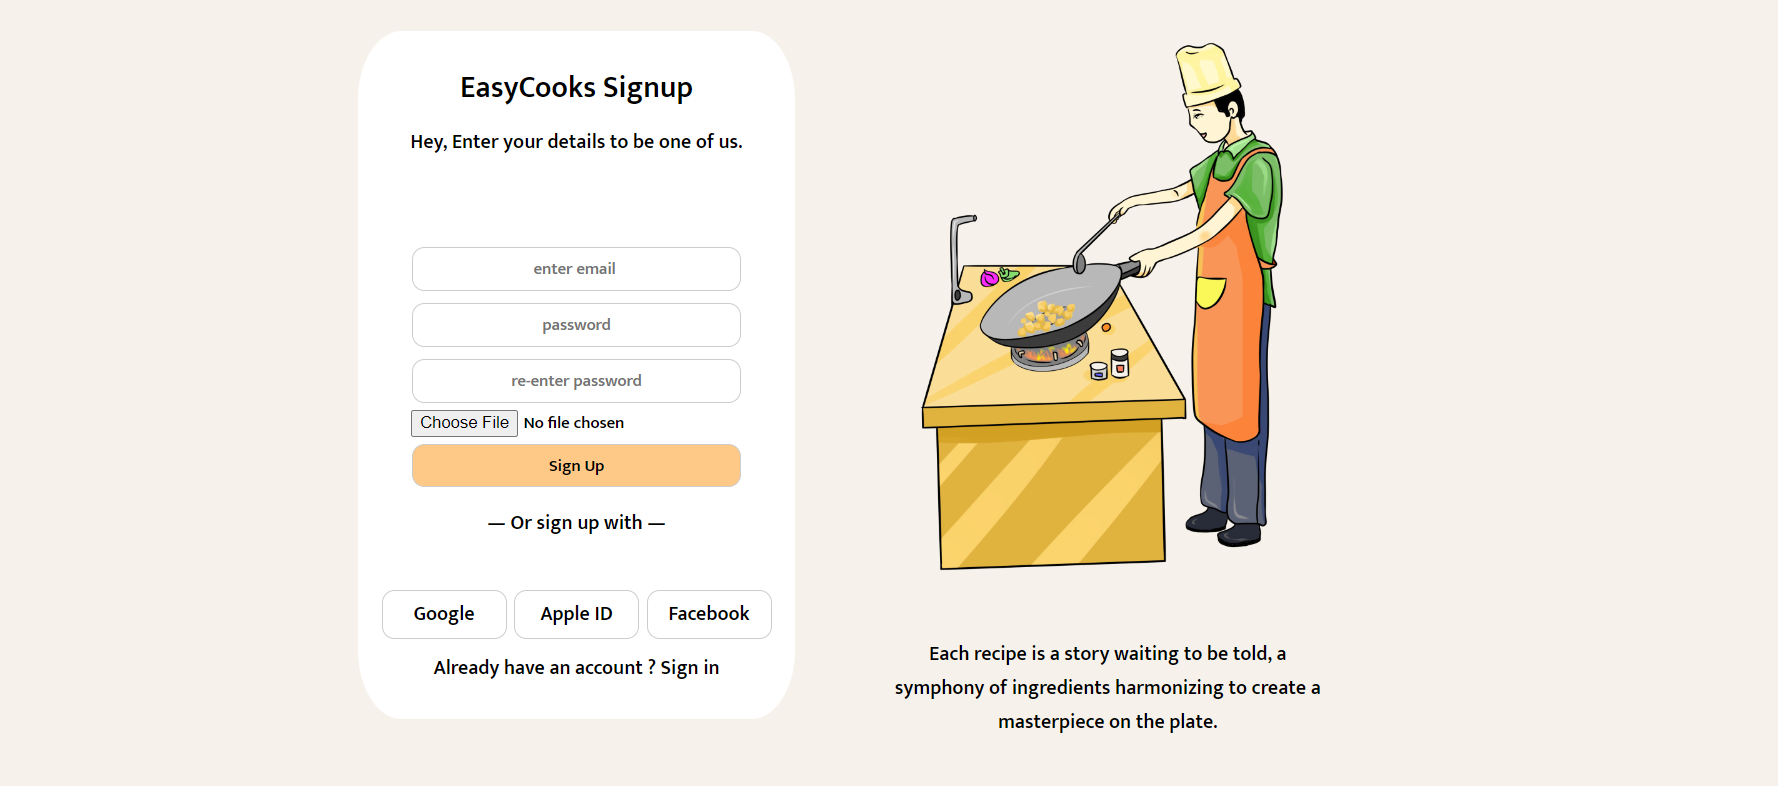 EasyCooks Signup
Hey, Enter your details to be one of us.
enter email
password
re-enter password
Choose File No file chosen
Sign Up
— Or sign up with —
Google Apple ID Facebook
Already have an account ? Sign in
Each recipe is a story waiting to be told, a
symphony of ingredients harmonizing to create a
masterpiece on the plate.